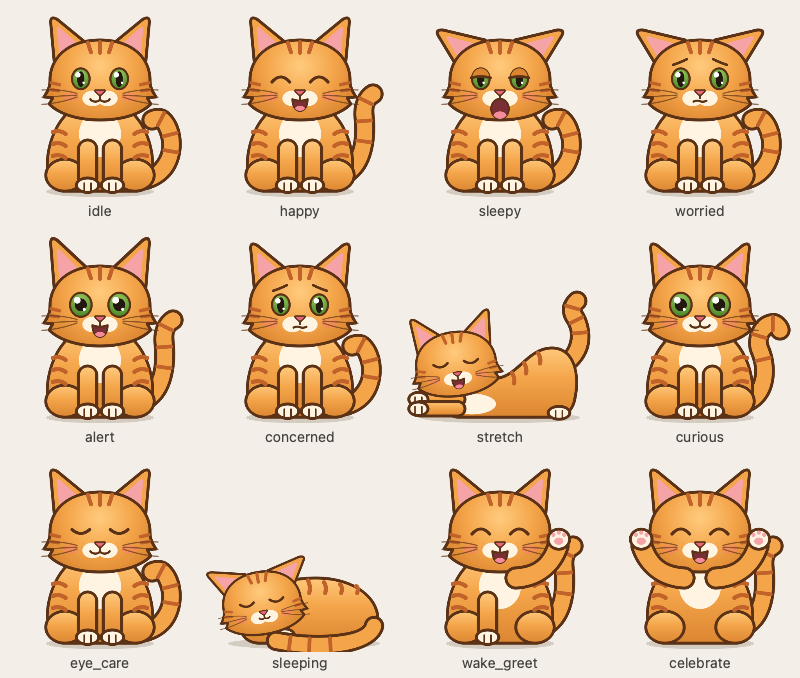 idle
happy
sleepy
worried
alert
concerned
stretch
curious
eye_care
sleeping
wake_greet
celebrate